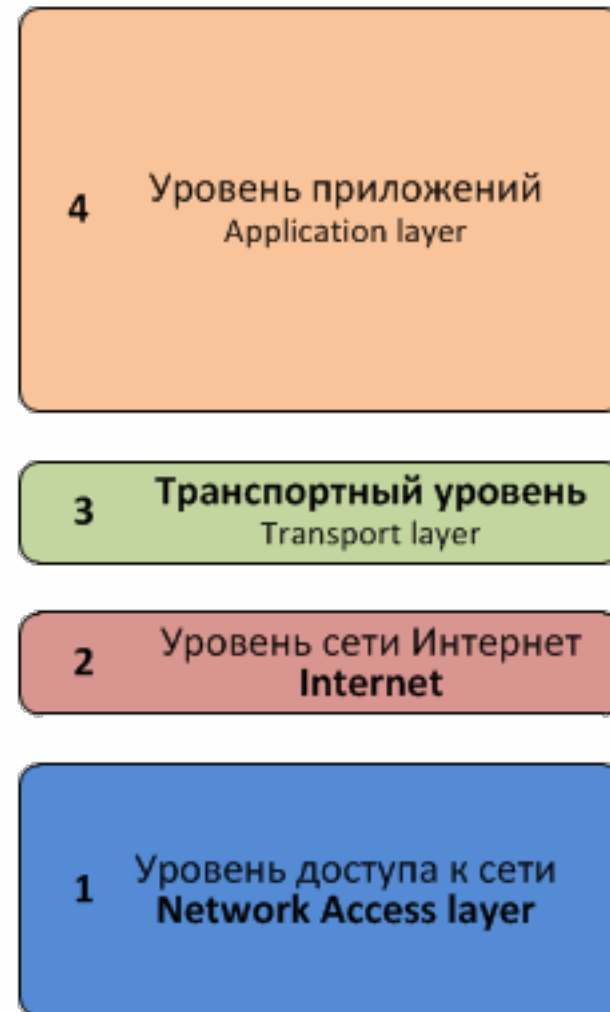 4
Уровень приложений
Application layer
3
Транспортный уровень
Transport layer
2
Уровень сети Интернет
Internet
1
Уровень доступа к сети
Network Access layer